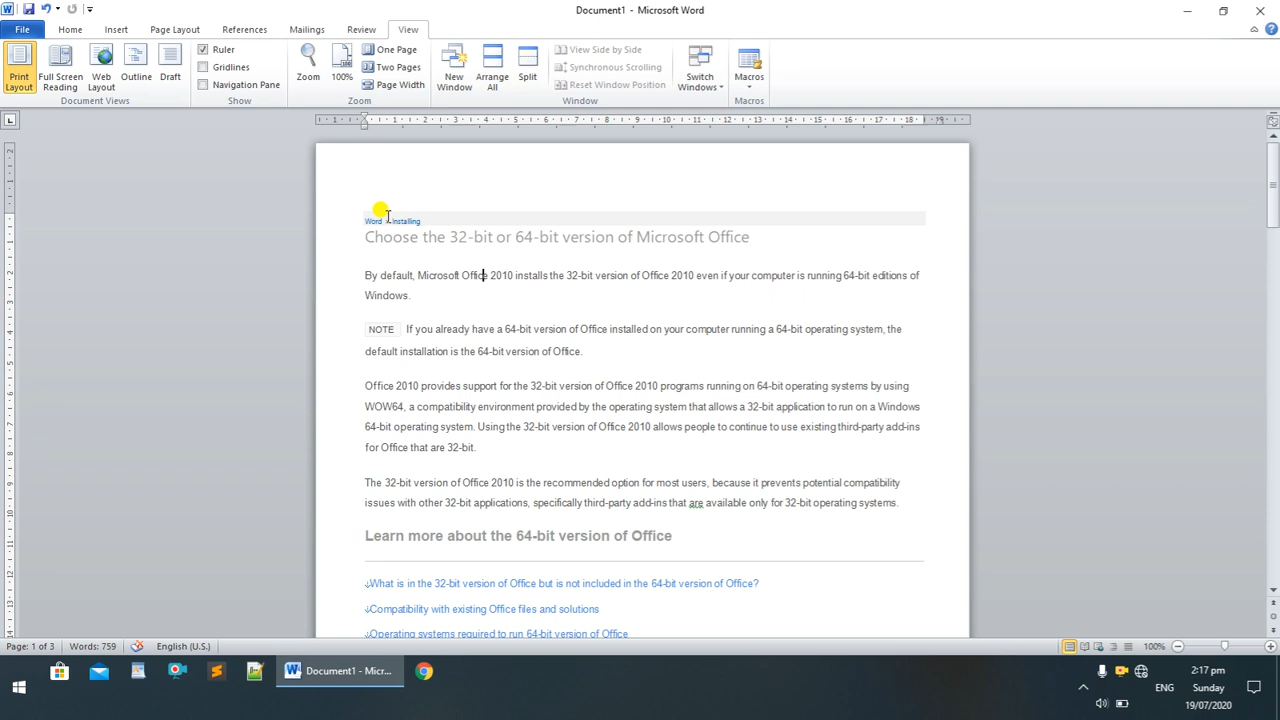 Document1 - Microsoft Word
File Home Insert Page Layout References Mailings Review View
Print Layout
Full Screen Reading
Web Layout
Outline
Draft
Document Views
Ruler
Gridlines
Navigation Pane
Show
Zoom
100%
One Page
Two Pages
Page Width
Zoom
New Window
Arrange All
Split
View Side by Side
Synchronous Scrolling
Reset Window Position
Window
Switch Windows
Macros
Macros
Word > Installing
Choose the 32-bit or 64-bit version of Microsoft Office
By default, Microsoft Office 2010 installs the 32-bit version of Office 2010 even if your computer is running 64-bit editions of
Windows.
NOTE If you already have a 64-bit version of Office installed on your computer running a 64-bit operating system, the
default installation is the 64-bit version of Office.
Office 2010 provides support for the 32-bit version of Office 2010 programs running on 64-bit operating systems by using
WOW64, a compatibility environment provided by the operating system that allows a 32-bit application to run on a Windows
64-bit operating system. Using the 32-bit version of Office 2010 allows people to continue to use existing third-party add-ins
for Office that are 32-bit.
The 32-bit version of Office 2010 is the recommended option for most users, because it prevents potential compatibility
issues with other 32-bit applications, specifically third-party add-ins that are available only for 32-bit operating systems.
Learn more about the 64-bit version of Office
↓What is in the 32-bit version of Office but is not included in the 64-bit version of Office?
↓Compatibility with existing Office files and solutions
↓Operating systems required to run 64-bit version of Office
Page: 1 of 3 Words: 759 English (U.S.) 100%
Document1 - Micr...
ENG
2:17 pm
Sunday
19/07/2020